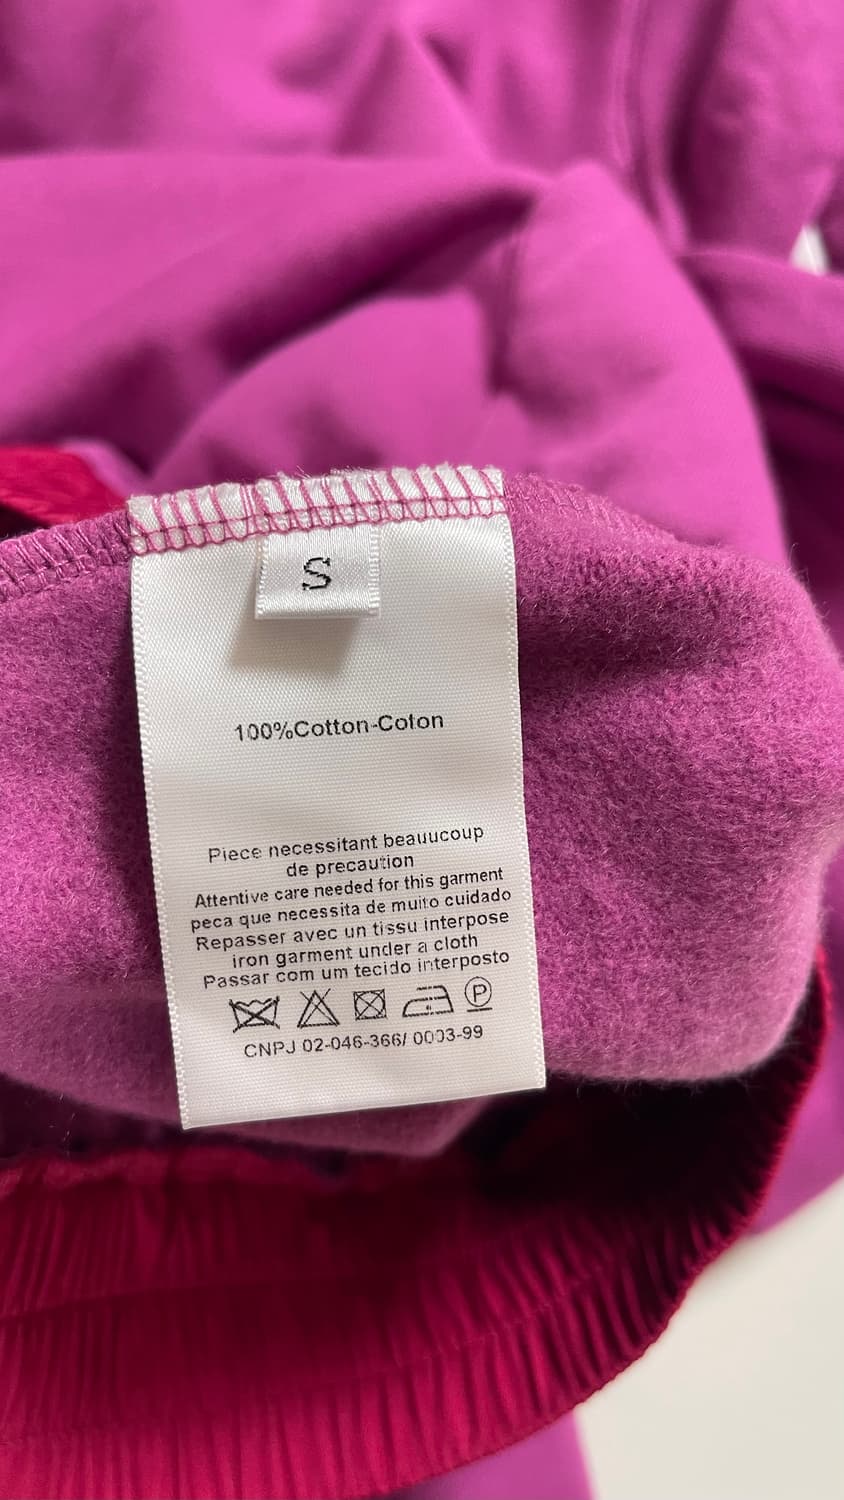 S
100%Cotton-Coton
Piece necessitant beauucoup
de precaution
Attentive care needed for this garment
peca que necessita de muito cuidado
Repasser avec un tissu interpose
iron garment under a cloth
Passar com um tecido interposto
P
CNPJ 02-046-366/ 0003-99